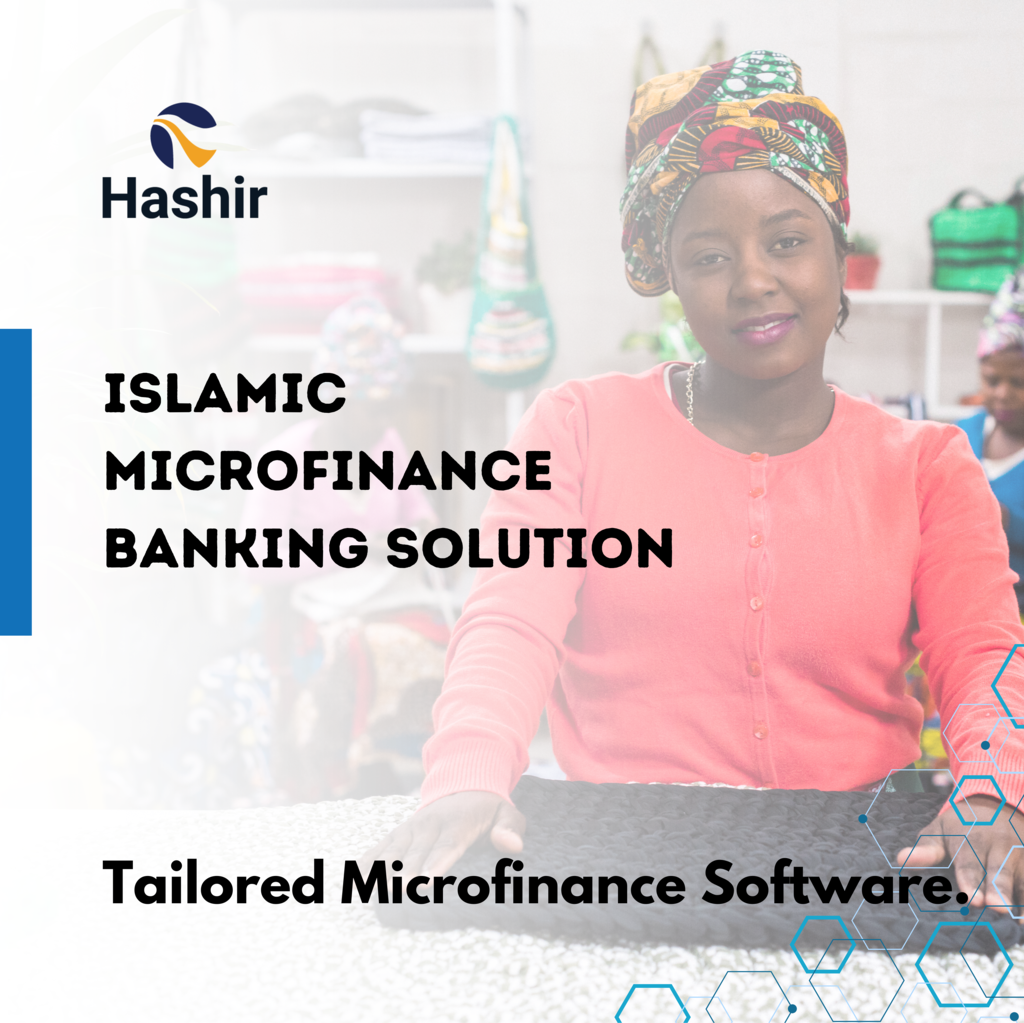 Hashir
ISLAMIC
MICROFINANCE
BANKING SOLUTION
Tailored Microfinance Software.